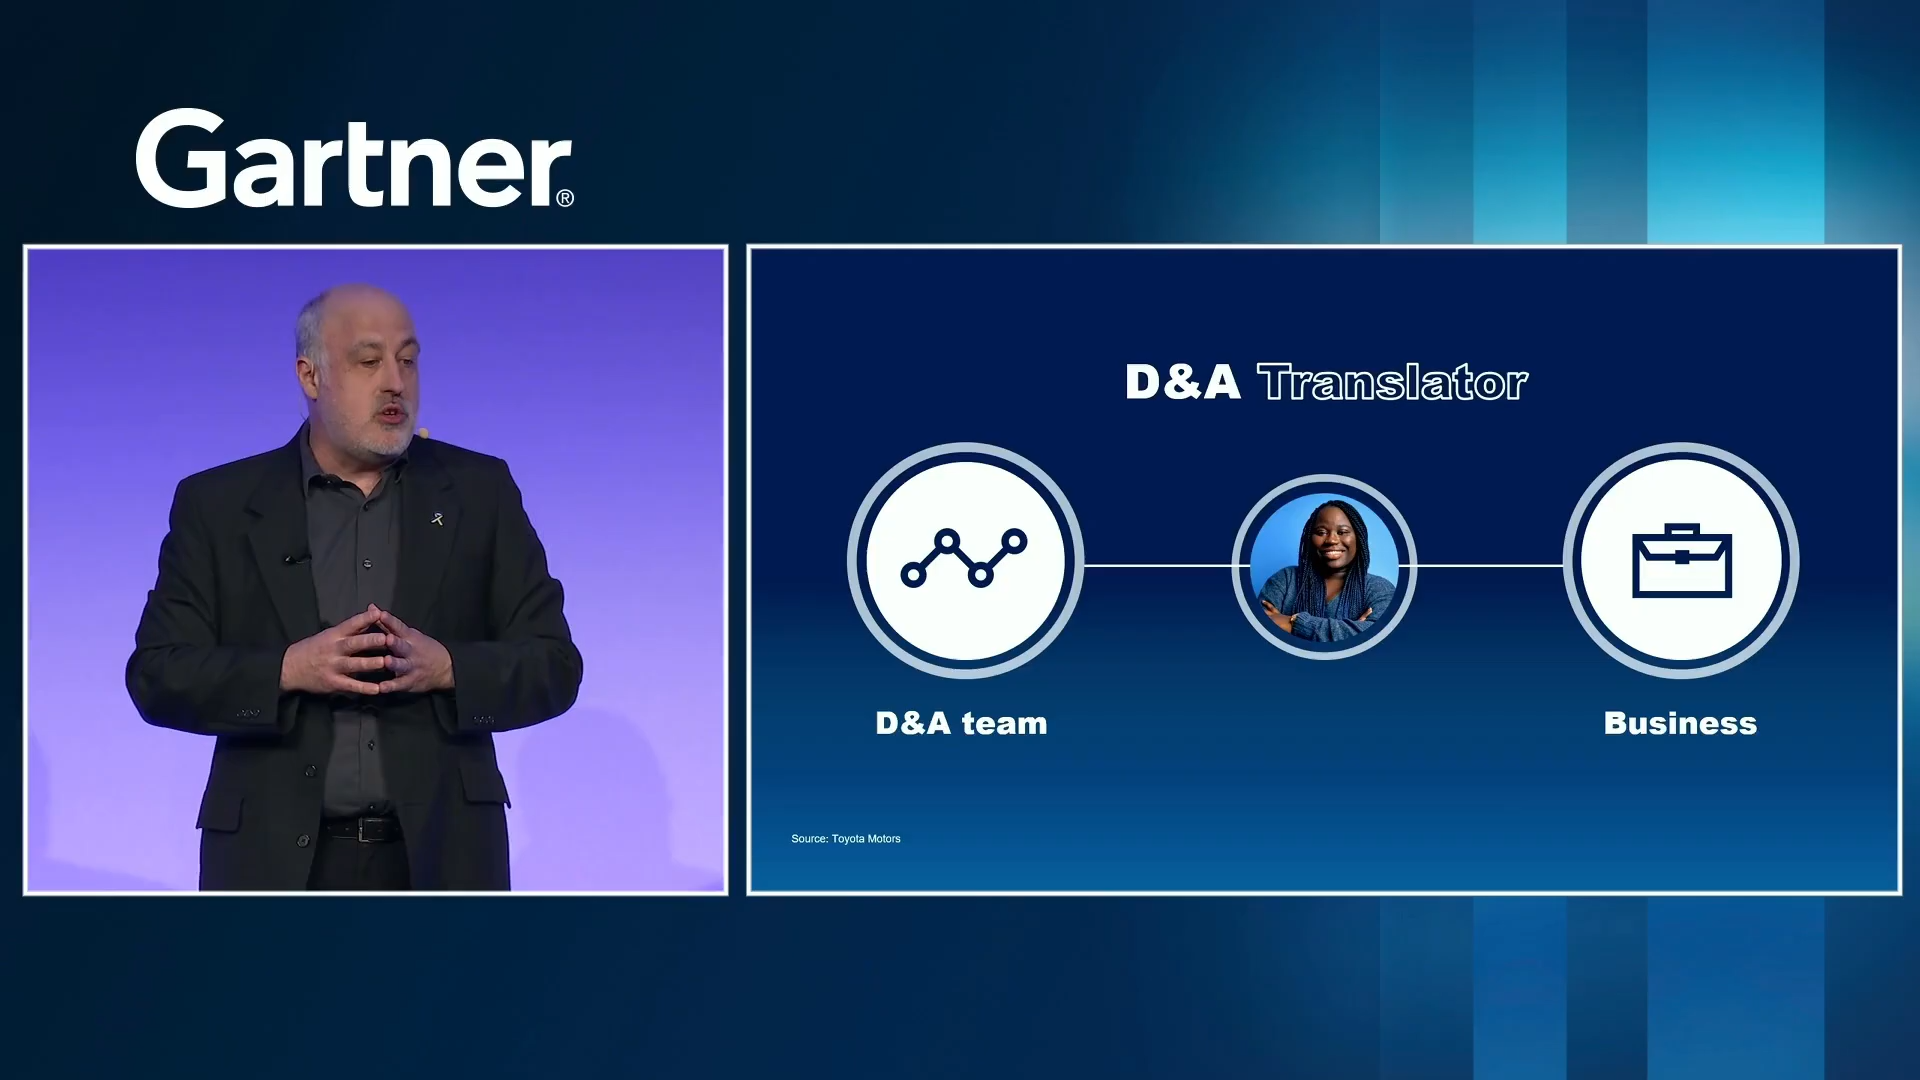 Gartner®
D&A Translator
D&A team
Business
Source: Toyota Motors